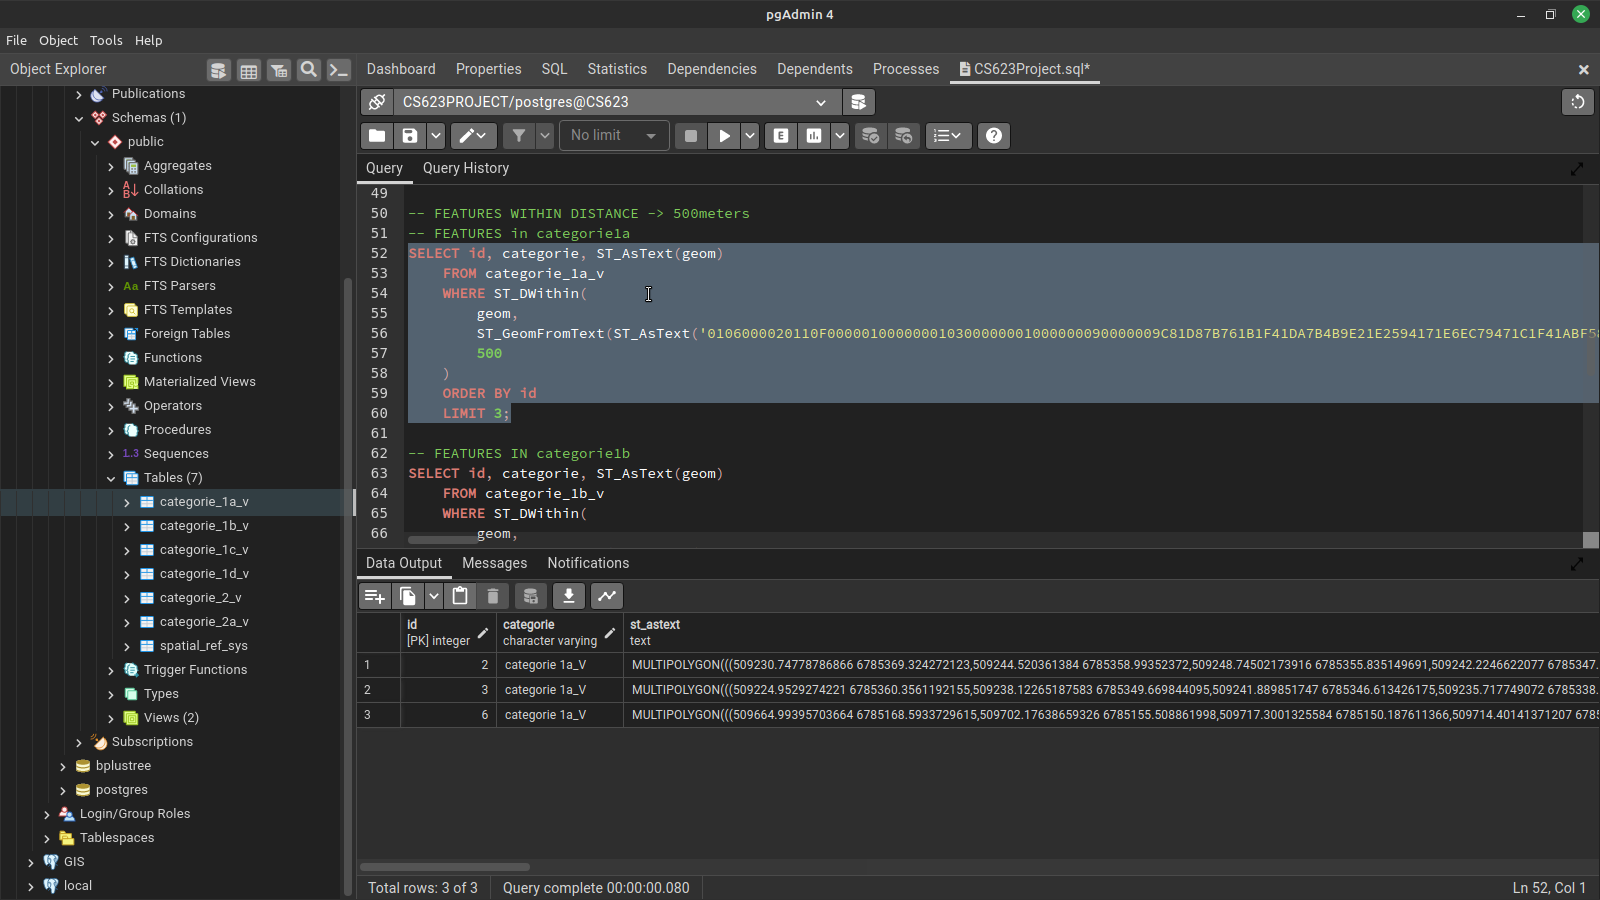 pgAdmin 4
File Object Tools Help
Object Explorer
Publications
Schemas (1)
public
Aggregates
Collations
Domains
FTS Configurations
FTS Dictionaries
Aa FTS Parsers
FTS Templates
Foreign Tables
Functions
Materialized Views
Operators
Procedures
1.3 Sequences
Tables (7)
categorie_1a_v
categorie_1b_v
categorie_1c_v
categorie_1d_v
categorie_2_v
categorie_2a_v
spatial_ref_sys
Trigger Functions
Types
Views (2)
Subscriptions
bplustree
postgres
Login/Group Roles
Tablespaces
GIS
local
Dashboard Properties SQL Statistics Dependencies Dependents Processes CS623Project.sql*
CS623PROJECT/postgres@CS623
No limit E
Query Query History
49
50 -- FEATURES WITHIN DISTANCE -> 500meters
51 -- FEATURES in categorie1a
52 SELECT id, categorie, ST_AsText(geom)
53 FROM categorie_1a_v
54 WHERE ST_DWithin(
55 geom,
56 ST_GeomFromText(ST_AsText('0106000020110F000001000000010300000001000000090000009C81D87B761B1F41DA7B4B9E21E2594171E6EC79471C1F41ABF58
57 500
58 )
59 ORDER BY id
60 LIMIT 3;
61
62 -- FEATURES IN categorie1b
63 SELECT id, categorie, ST_AsText(geom)
64 FROM categorie_1b_v
65 WHERE ST_DWithin(
66 geom,
Data Output Messages Notifications
id categorie st_astext
[PK] integer character varying text
1 2 categorie 1a_V MULTIPOLYGON(((509230.74778786866 6785369.324272123,509244.520361384 6785358.99352372,509248.74502173916 6785355.835149691,509242.2246622077 6785347.
2 3 categorie 1a_V MULTIPOLYGON(((509224.9529274221 6785360.3561192155,509238.12265187583 6785349.669844095,509241.889851747 6785346.613426175,509235.717749072 6785338.
3 6 categorie 1a_V MULTIPOLYGON(((509664.99395703664 6785168.5933729615,509702.17638659326 6785155.508861998,509717.3001325584 6785150.187611366,509714.40141371207 678
Total rows: 3 of 3 Query complete 00:00:00.080 Ln 52, Col 1